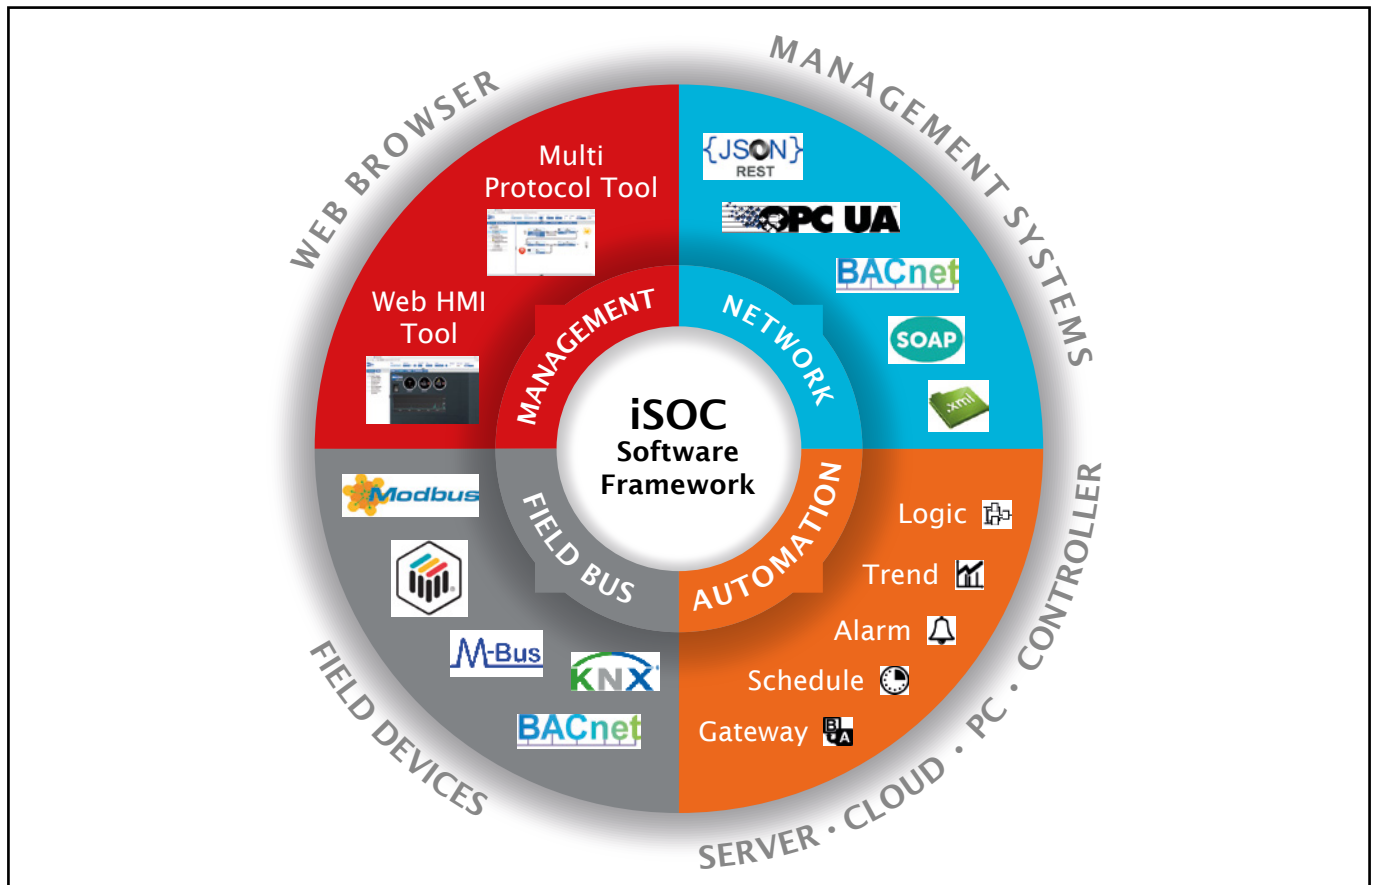 WEB BROWSER
MANAGEMENT SYSTEMS
Multi
Protocol Tool
Web HMI
Tool
{JSON}
REST
OPC UA
BACnet
SOAP
.xml
MANAGEMENT
NETWORK
iSOC
Software
Framework
FIELD BUS
AUTOMATION
Modbus
M-Bus
KNX
BACnet
Logic
Trend
Alarm
Schedule
Gateway
B
A
FIELD DEVICES
SERVER · CLOUD · PC · CONTROLLER